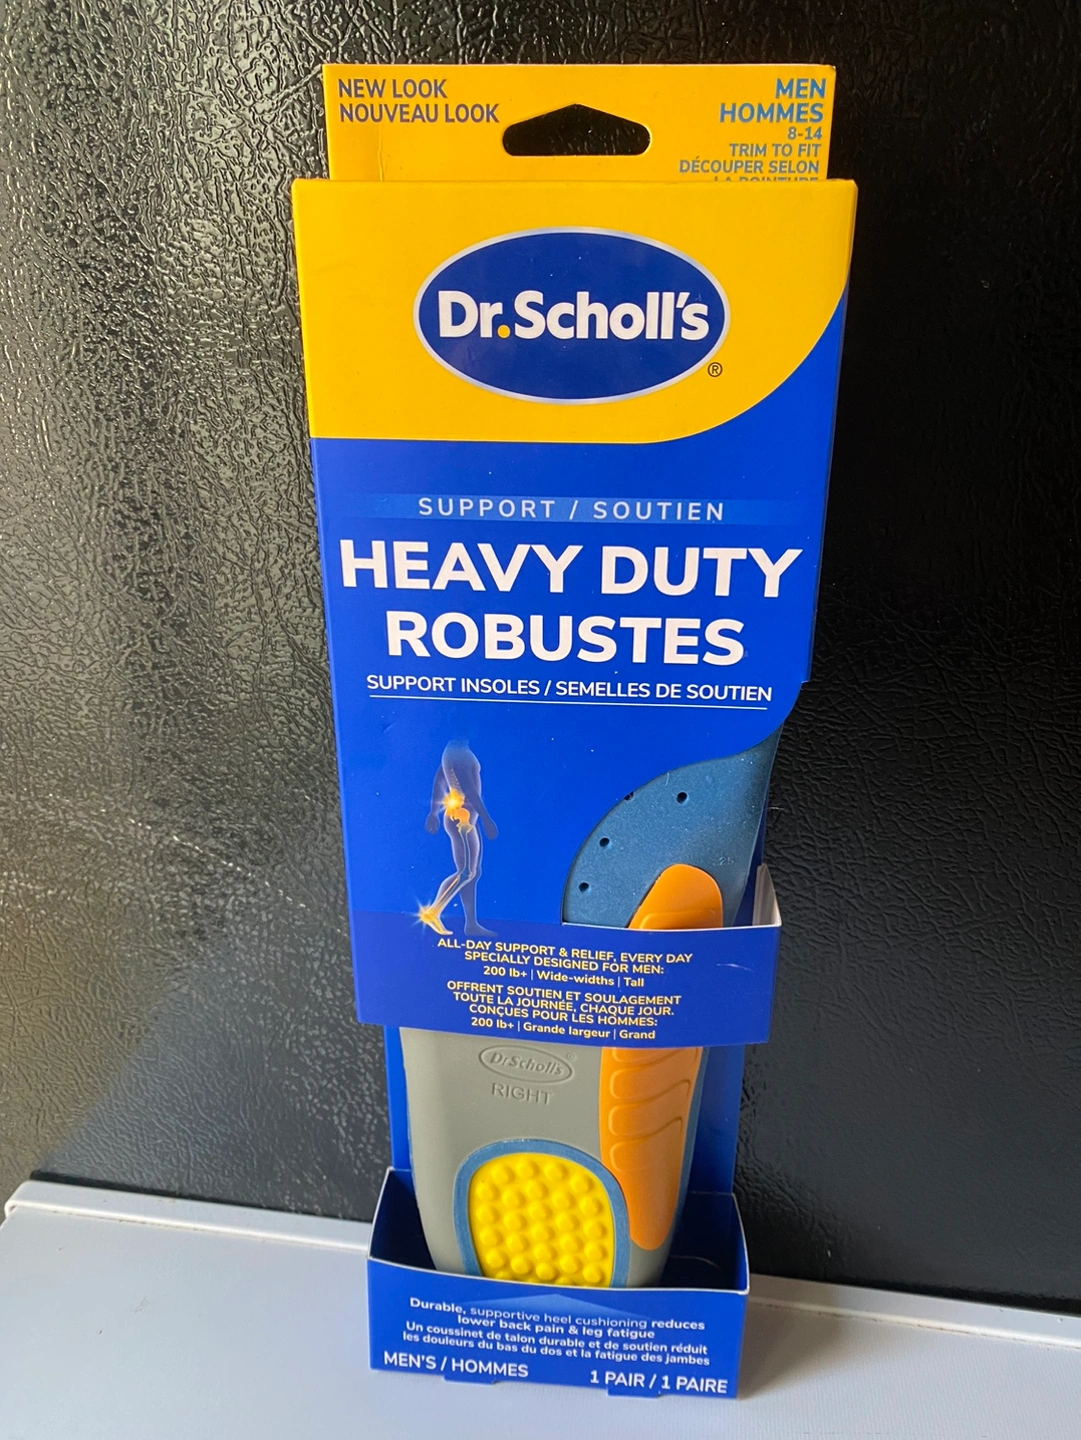 NEW LOOK
NOUVEAU LOOK
MEN
HOMMES
8-14
TRIM TO FIT
DÉCOUPER SELON
LA POINTURE
Dr.Scholl's
®
SUPPORT / SOUTIEN
HEAVY DUTY
ROBUSTES
SUPPORT INSOLES / SEMELLES DE SOUTIEN
25
ALL-DAY SUPPORT & RELIEF, EVERY DAY
SPECIALLY DESIGNED FOR MEN:
200 lb+ | Wide-widths | Tall
OFFRENT SOUTIEN ET SOULAGEMENT
TOUTE LA JOURNÉE, CHAQUE JOUR.
CONÇUES POUR LES HOMMES:
200 lb+ | Grande largeur | Grand
Dr.Scholl's
®
RIGHT
Durable, supportive heel cushioning reduces
lower back pain & leg fatigue
Un coussinet de talon durable et de soutien réduit
les douleurs du bas du dos et la fatigue des jambes
MEN'S / HOMMES
1 PAIR / 1 PAIRE